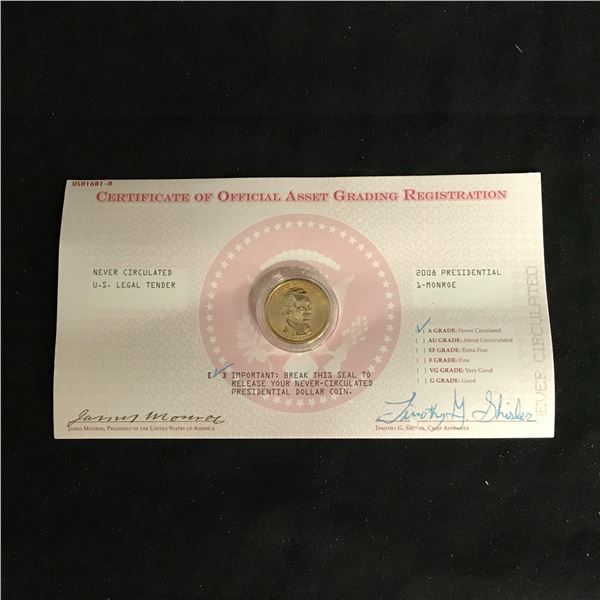 USA1681-A
CERTIFICATE OF OFFICIAL ASSET GRADING REGISTRATION
NEVER CIRCULATED
U.S. LEGAL TENDER
2008 PRESIDENTIAL
1-MONROE
A GRADE: Never Circulated
AU GRADE: About Uncirculated
EF GRADE: Extra Fine
F GRADE: Fine
VG GRADE: Very Good
G GRADE: Good
EVER CIRCULATED
[✓] IMPORTANT: BREAK THIS SEAL TO
RELEASE YOUR NEVER-CIRCULATED
PRESIDENTIAL DOLLAR COIN.
James Monroe
JAMES MONROE, PRESIDENT OF THE UNITED STATES OF AMERICA
Timothy G. Shisler
TIMOTHY G. SHISLER, CHIEF APPRAISER